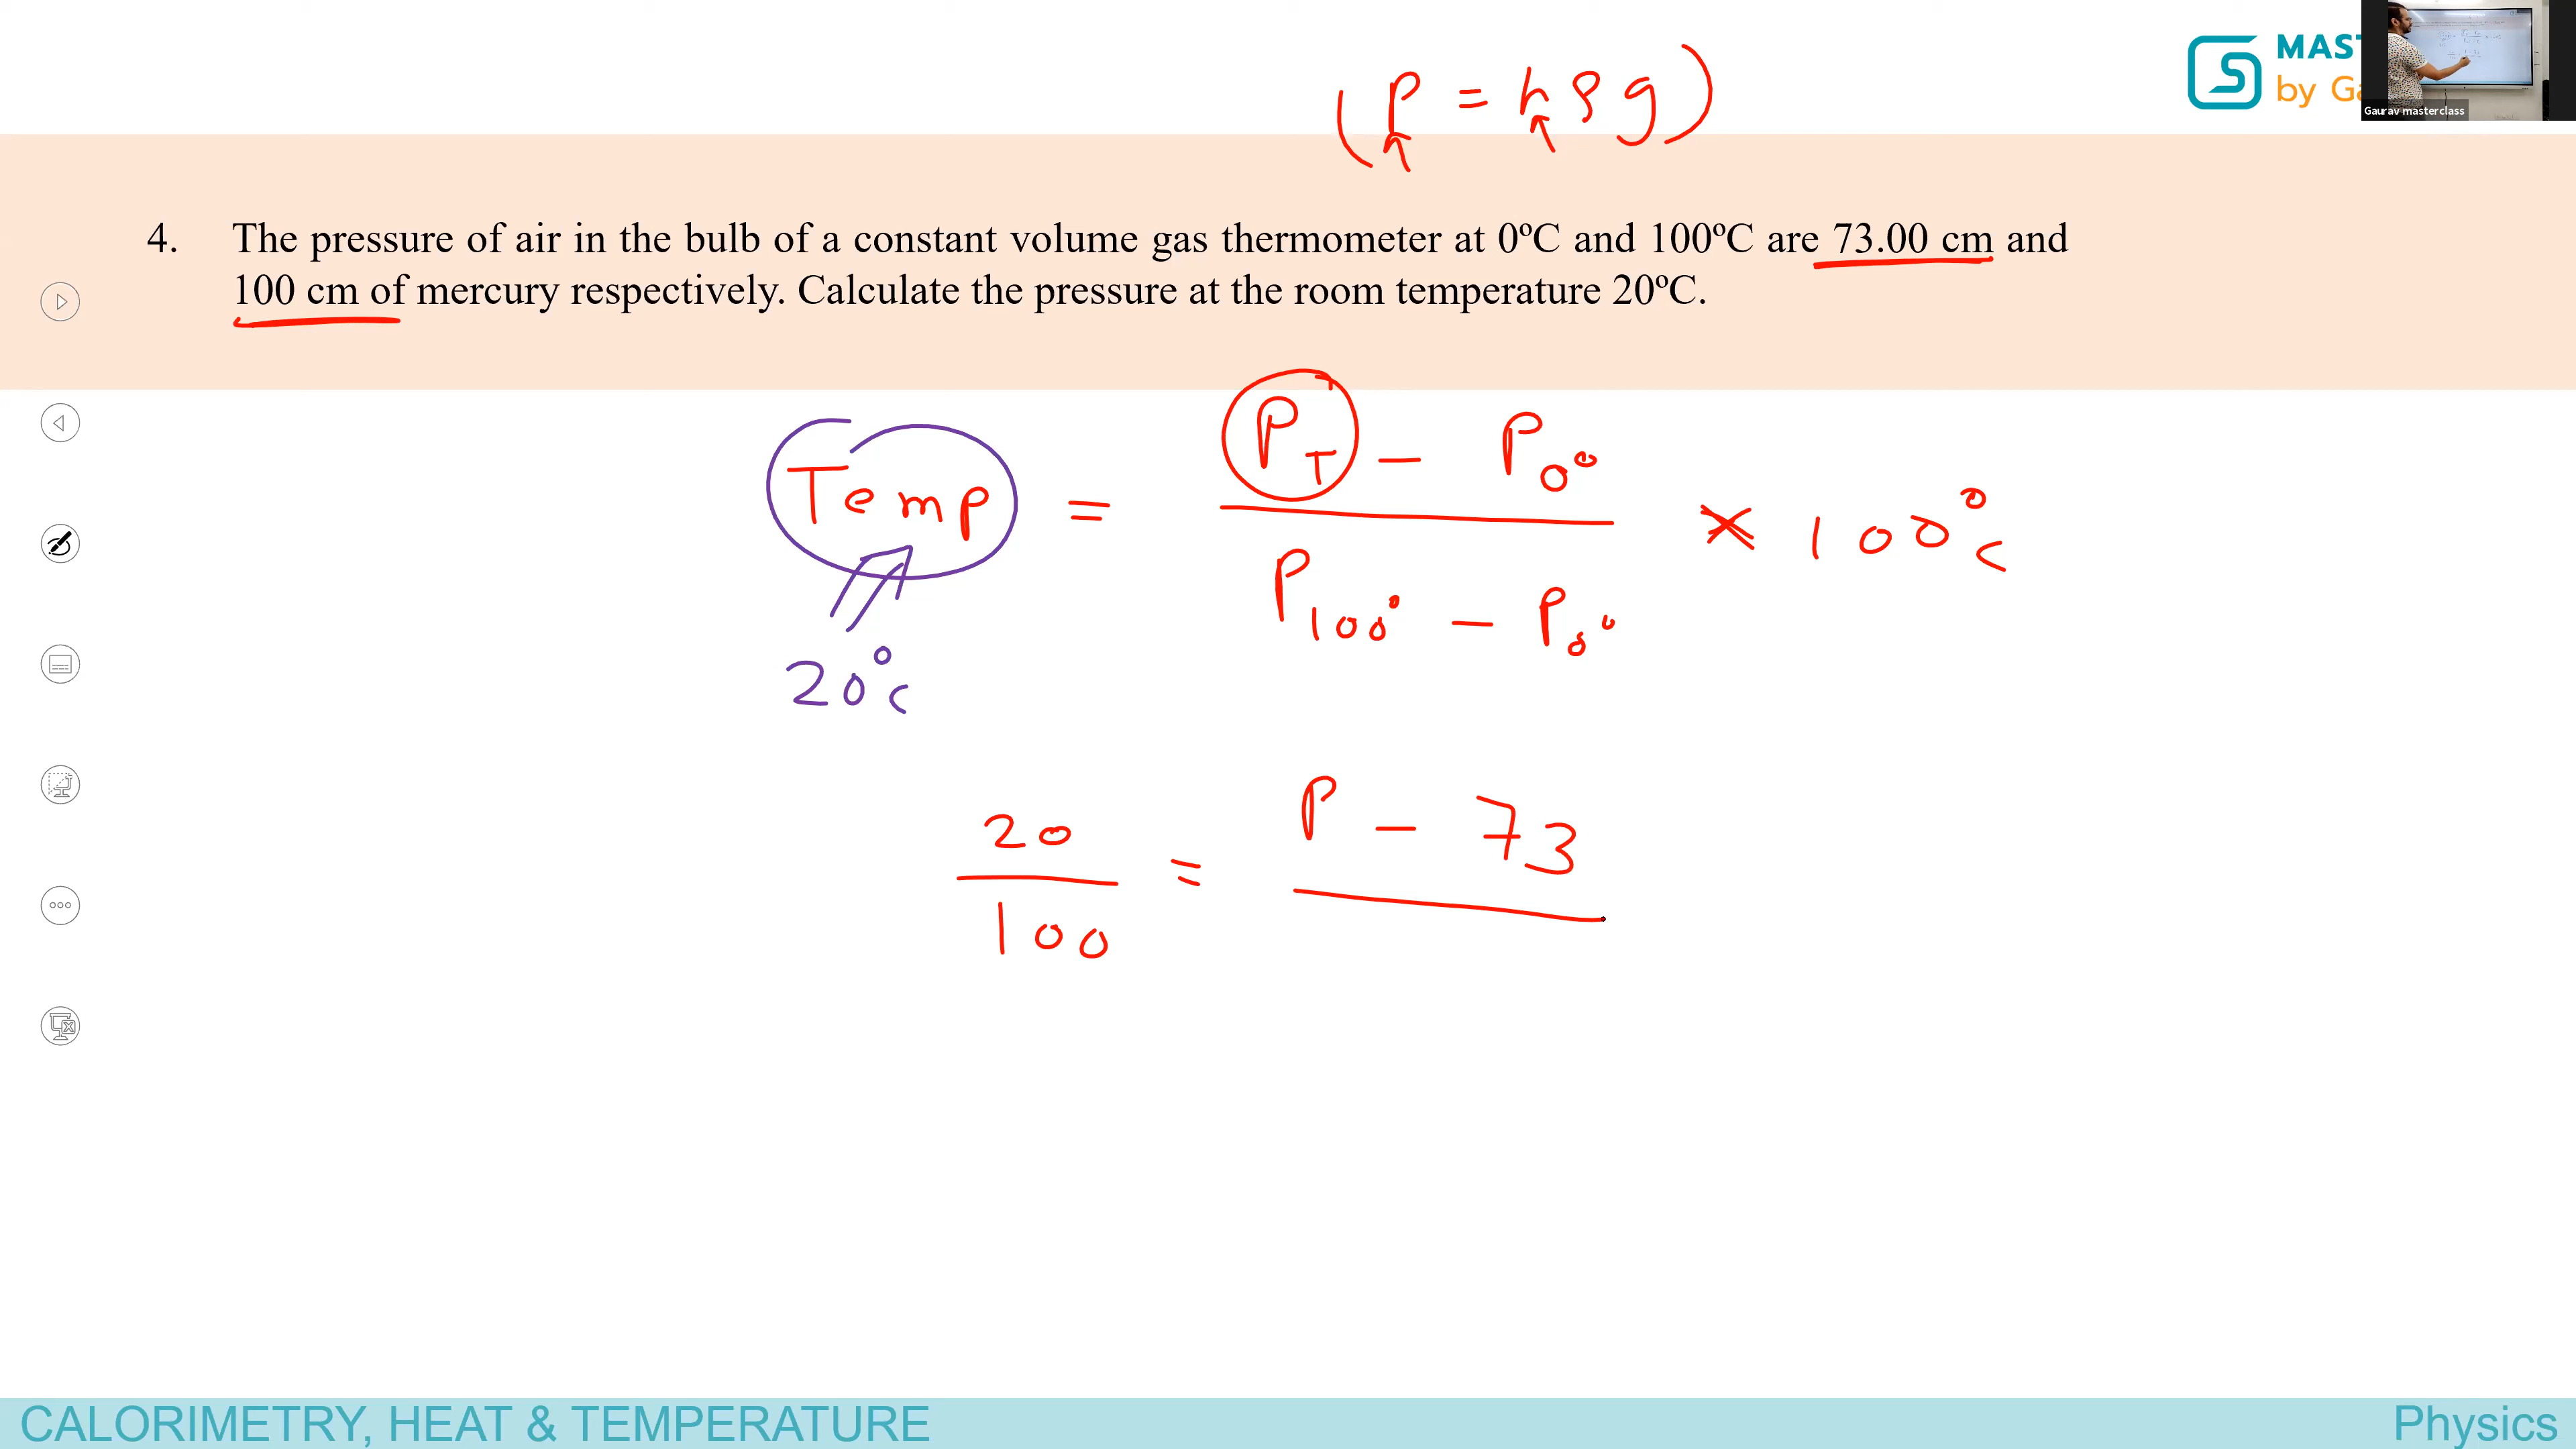 (P = hρg)
MAST
by Ga
Gaurav masterclass
4. The pressure of air in the bulb of a constant volume gas thermometer at 0ºC and 100ºC are 73.00 cm and
100 cm of mercury respectively. Calculate the pressure at the room temperature 20ºC.
Temp = (P_T − P_0°) / (P_100° − P_0°) × 100°C
20°C
20/100 = P − 73
CALORIMETRY, HEAT & TEMPERATURE
Physics